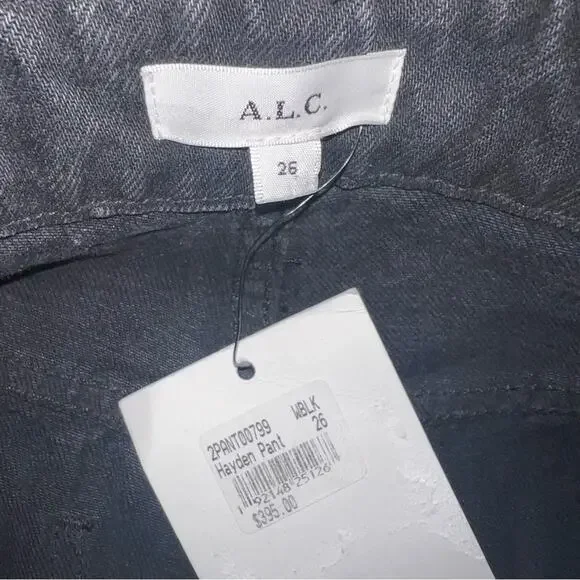 A.L.C.
26
2PANT00799 WBLK
Hayden Pant 26
$395.00